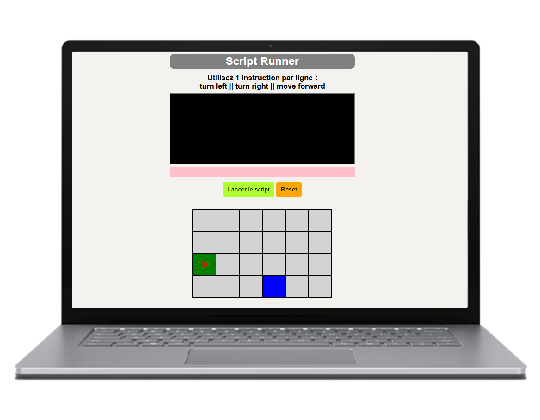 Script Runner
Utilisez 1 instruction par ligne :
turn left || turn right || move forward
Lancer le script
Reset